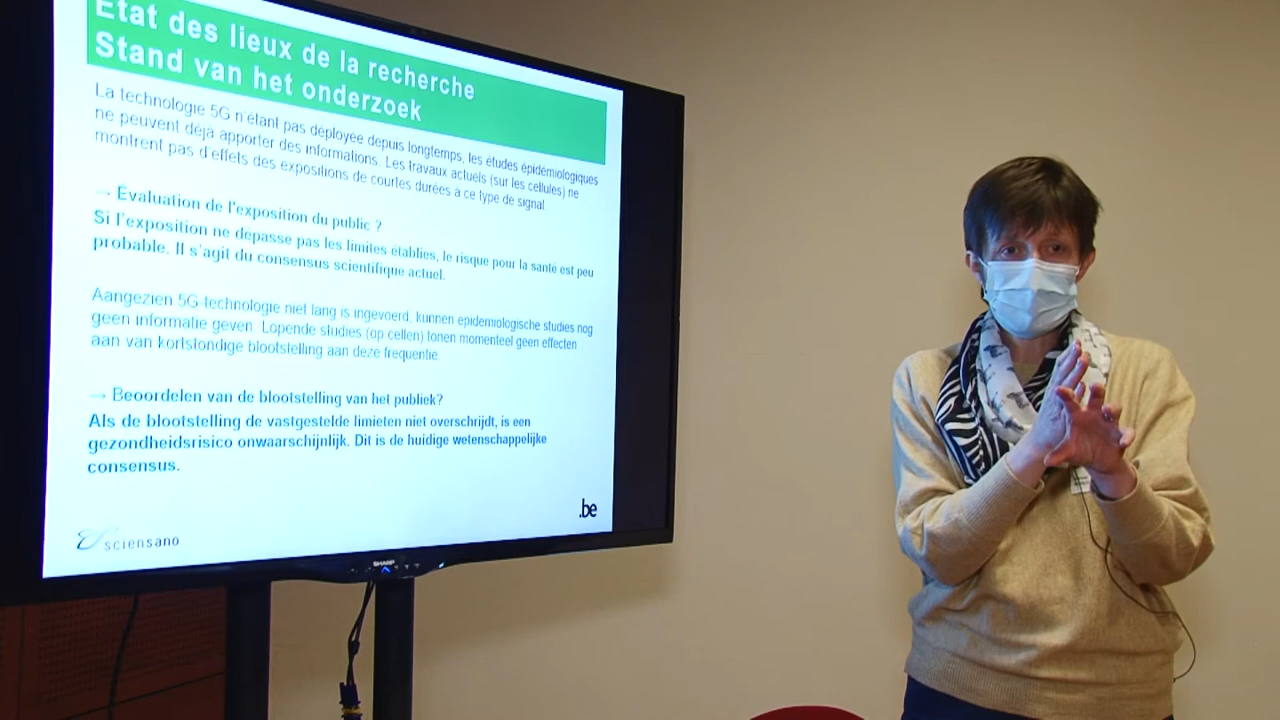 Etat des lieux de la recherche
Stand van het onderzoek
La technologie 5G n'étant pas déployée depuis longtemps, les études épidémiologiques
ne peuvent déjà apporter des informations. Les travaux actuels (sur les cellules) ne
montrent pas d'effets des expositions de courtes durées à ce type de signal.
→ Evaluation de l'exposition du public ?
Si l'exposition ne dépasse pas les limites établies, le risque pour la santé est peu
probable. Il s'agit du consensus scientifique actuel.
Aangezien 5G-technologie niet lang is ingevoerd, kunnen epidemiologische studies nog
geen informatie geven. Lopende studies (op cellen) tonen momenteel geen effecten
aan van kortstondige blootstelling aan deze frequentie.
→ Beoordelen van de blootstelling van het publiek?
Als de blootstelling de vastgestelde limieten niet overschrijdt, is een
gezondheidsrisico onwaarschijnlijk. Dit is de huidige wetenschappelijke
consensus.
.be
sciensano
SHARP